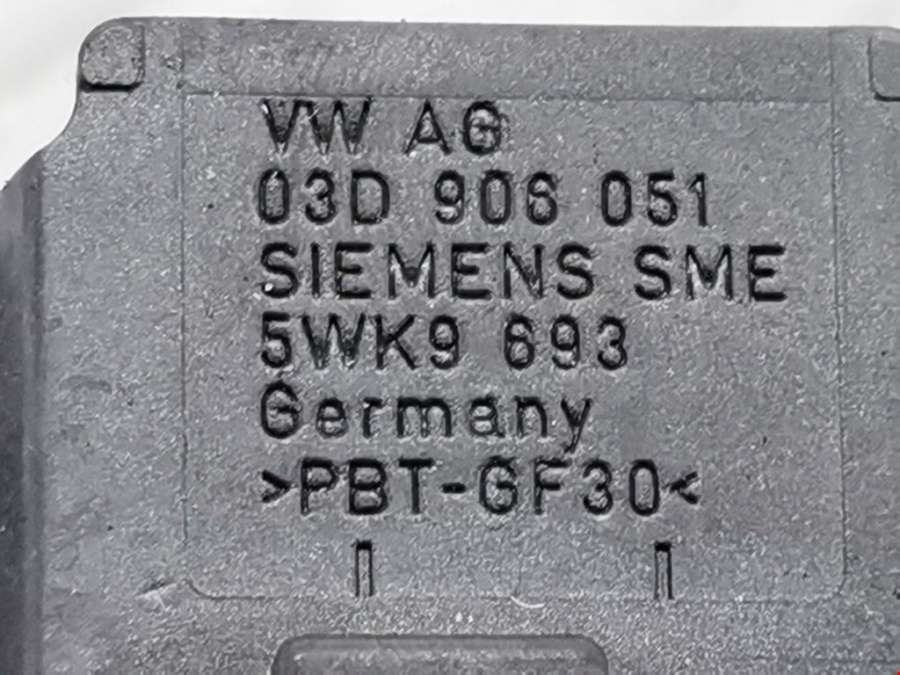 VW AG
03D 906 051
SIEMENS SME
5WK9 693
Germany
>PBT-GF30<